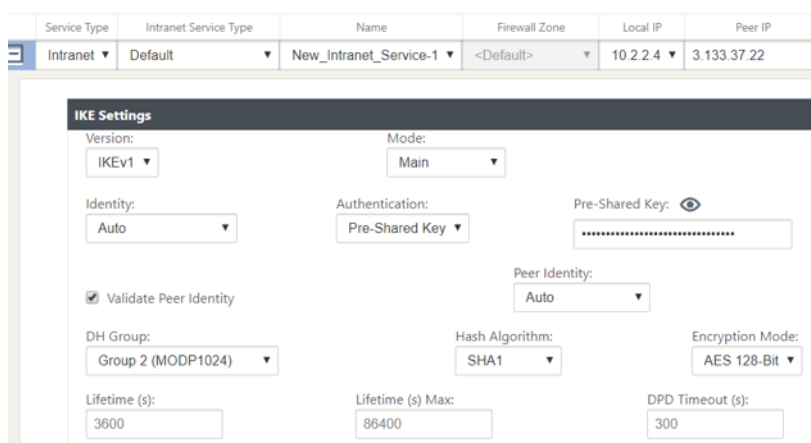 Service Type Intranet Service Type Name Firewall Zone Local IP Peer IP
Intranet Default New_Intranet_Service-1 <Default> 10.2.2.4 3.133.37.22
IKE Settings
Version: Mode:
IKEv1 Main
Identity: Authentication: Pre-Shared Key:
Auto Pre-Shared Key
Peer Identity:
Validate Peer Identity Auto
DH Group: Hash Algorithm: Encryption Mode:
Group 2 (MODP1024) SHA1 AES 128-Bit
Lifetime (s): Lifetime (s) Max: DPD Timeout (s):
3600 86400 300